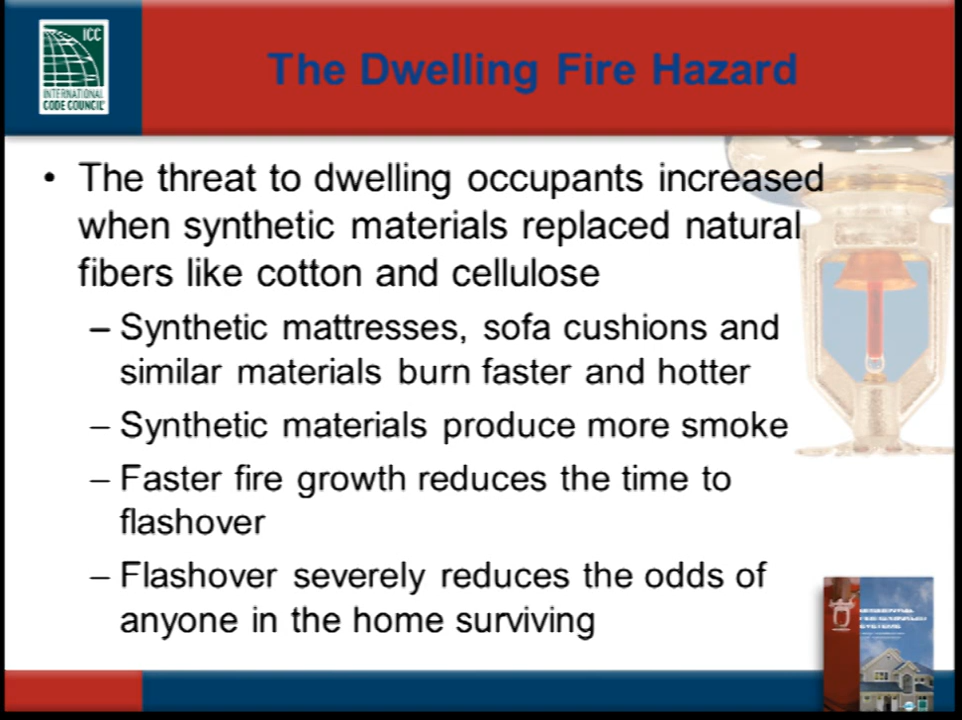 ICC
INTERNATIONAL
CODE COUNCIL
The Dwelling Fire Hazard
• The threat to dwelling occupants increased
when synthetic materials replaced natural
fibers like cotton and cellulose
– Synthetic mattresses, sofa cushions and
similar materials burn faster and hotter
– Synthetic materials produce more smoke
– Faster fire growth reduces the time to
flashover
– Flashover severely reduces the odds of
anyone in the home surviving